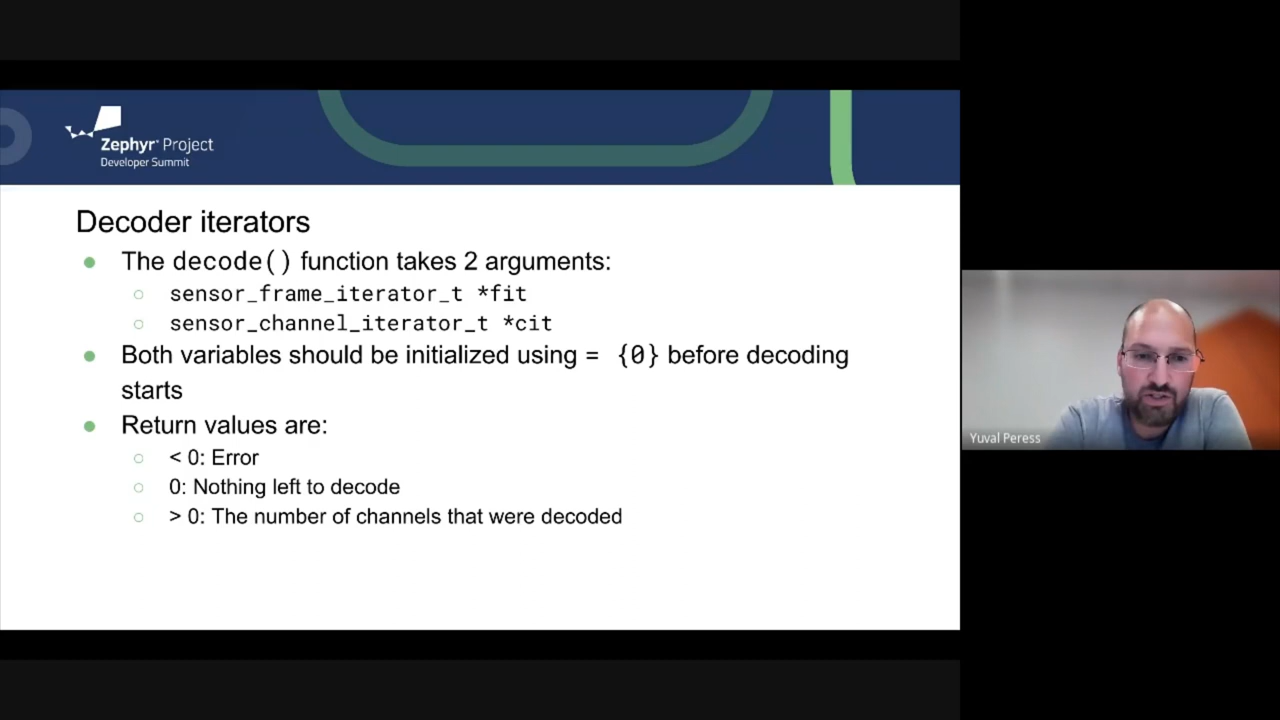 Zephyr® Project
Developer Summit
Decoder iterators
● The decode() function takes 2 arguments:
○ sensor_frame_iterator_t *fit
○ sensor_channel_iterator_t *cit
● Both variables should be initialized using = {0} before decoding
starts
● Return values are:
○ < 0: Error
○ 0: Nothing left to decode
○ > 0: The number of channels that were decoded
Yuval Peress